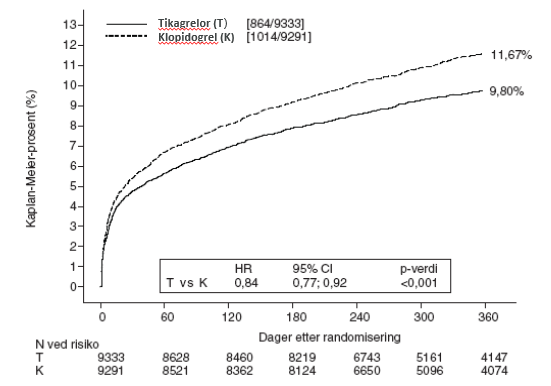 Tikagrelor (T) [864/9333]
Klopidogrel (K) [1014/9291]
Kaplan-Meier-prosent (%)
13
12
11
10
9
8
7
6
5
4
3
2
1
0
11,67%
9,80%
HR 95% CI p-verdi
T vs K 0,84 0,77; 0,92 <0,001
0 60 120 180 240 300 360
Dager etter randomisering
N ved risiko
T 9333 8628 8460 8219 6743 5161 4147
K 9291 8521 8362 8124 6650 5096 4074